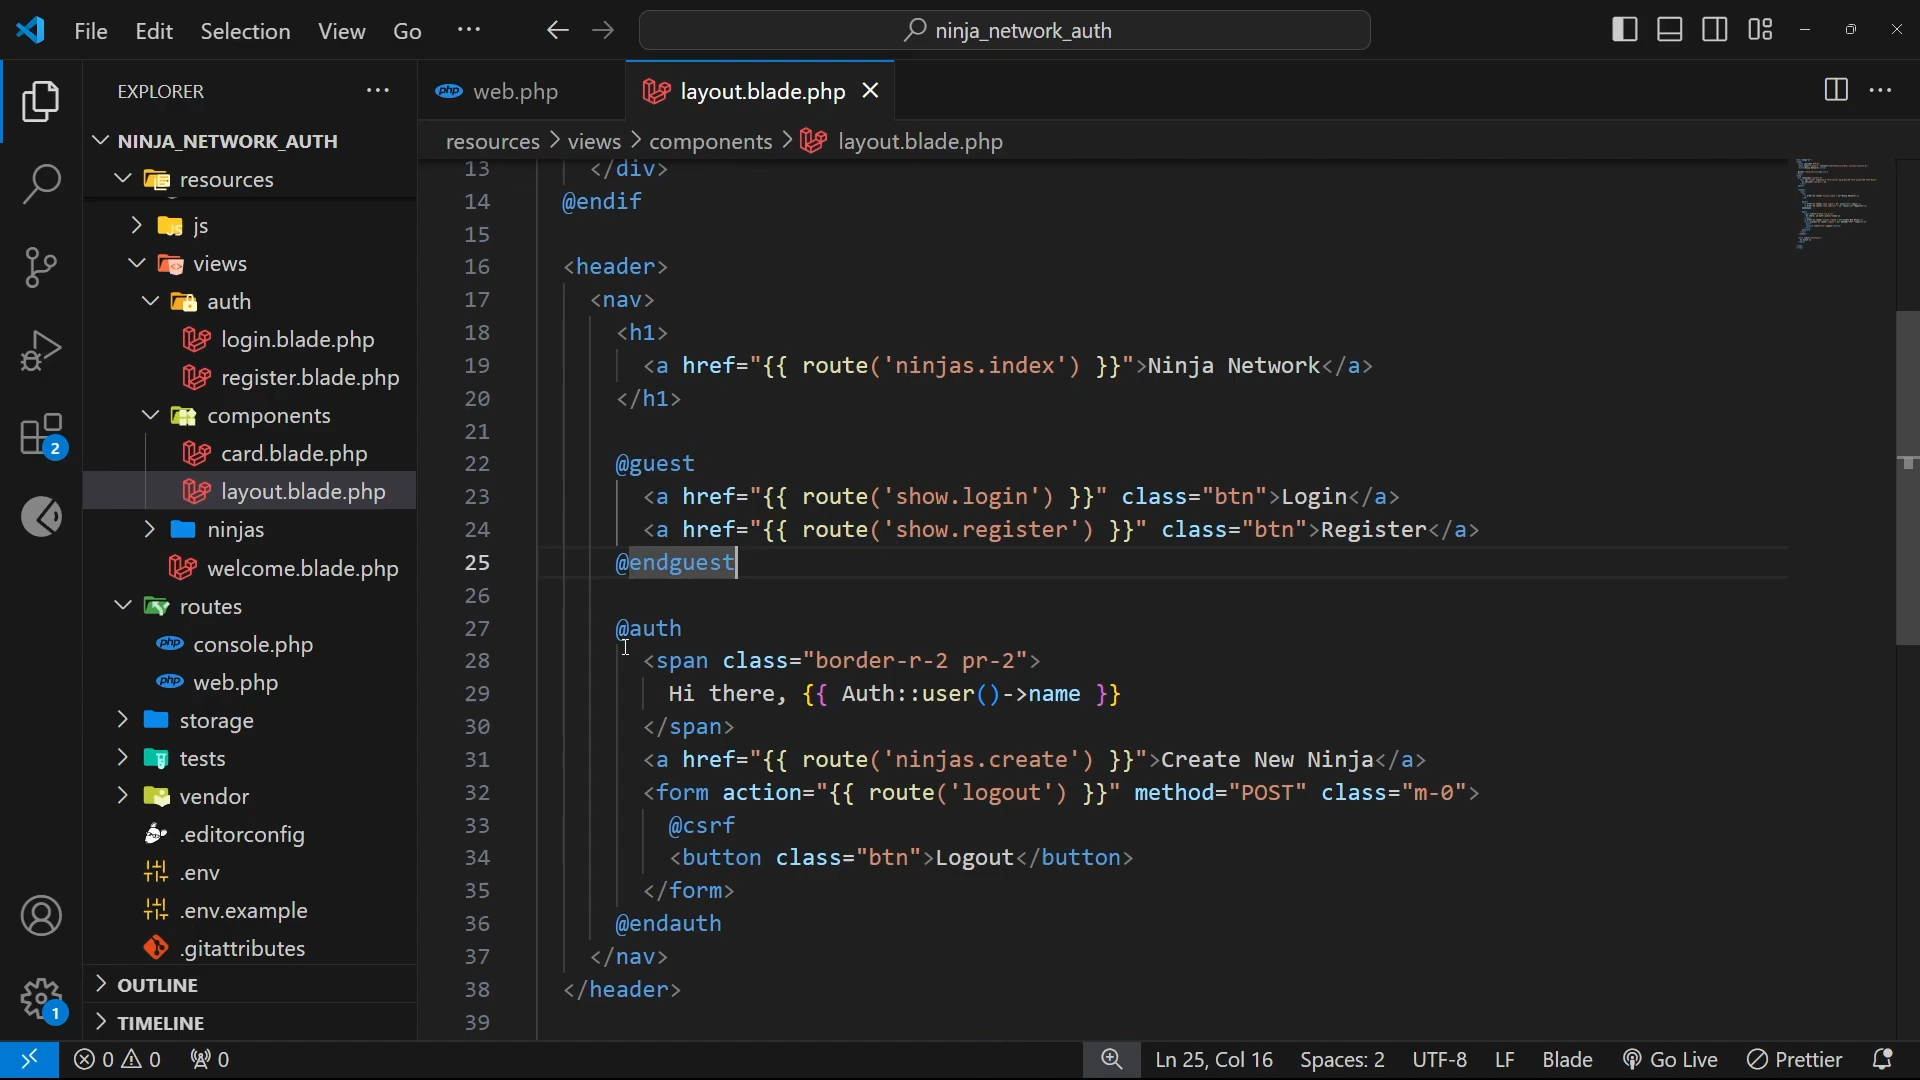 File Edit Selection View Go ··· ninja_network_auth
EXPLORER ···
NINJA_NETWORK_AUTH
resources
js
views
auth
login.blade.php
register.blade.php
components
card.blade.php
layout.blade.php
ninjas
welcome.blade.php
routes
console.php
web.php
storage
tests
vendor
.editorconfig
.env
.env.example
.gitattributes
OUTLINE
TIMELINE
2
1
web.php layout.blade.php
resources > views > components > layout.blade.php
13 </div>
14 @endif
15
16 <header>
17 <nav>
18 <h1>
19 <a href="{{ route('ninjas.index') }}">Ninja Network</a>
20 </h1>
21
22 @guest
23 <a href="{{ route('show.login') }}" class="btn">Login</a>
24 <a href="{{ route('show.register') }}" class="btn">Register</a>
25 @endguest
26
27 @auth
28 <span class="border-r-2 pr-2">
29 Hi there, {{ Auth::user()->name }}
30 </span>
31 <a href="{{ route('ninjas.create') }}">Create New Ninja</a>
32 <form action="{{ route('logout') }}" method="POST" class="m-0">
33 @csrf
34 <button class="btn">Logout</button>
35 </form>
36 @endauth
37 </nav>
38 </header>
39
0 0 0 Ln 25, Col 16 Spaces: 2 UTF-8 LF Blade Go Live Prettier